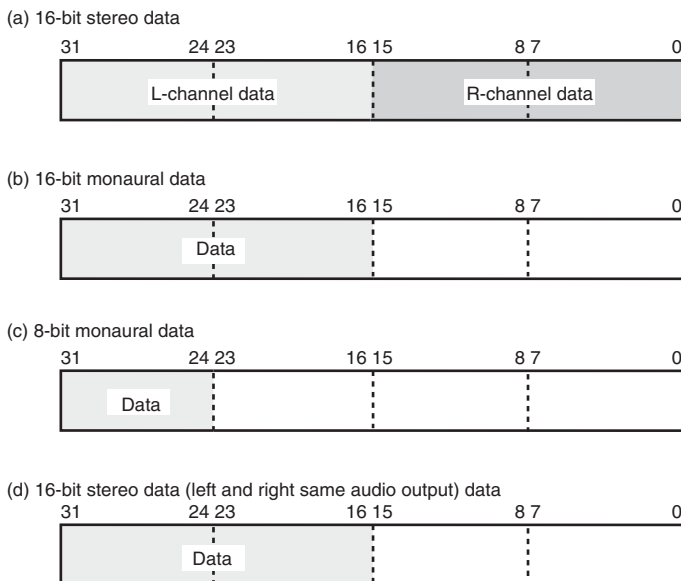 (a) 16-bit stereo data
31 24 23 16 15 8 7 0
L-channel data R-channel data
(b) 16-bit monaural data
31 24 23 16 15 8 7 0
Data
(c) 8-bit monaural data
31 24 23 16 15 8 7 0
Data
(d) 16-bit stereo data (left and right same audio output) data
31 24 23 16 15 8 7 0
Data